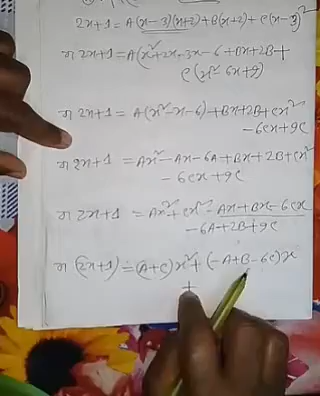 2x+1 = A(x-3)(x+2)+B(x+2)+C(x-3)²
বা 2x+1 = A(x²+2x-3x-6+Bx+2B+
C(x²-6x+9)
বা 2x+1 = A(x²-x-6)+Bx+2B+Cx²
-6Cx+9C
বা 2x+1 = Ax²-Ax-6A+Bx+2B+Cx²
-6Cx+9C
বা 2x+1 = Ax²+Cx²-Ax+Bx-6Cx
-6A+2B+9C
বা (2x+1) = (A+C)x²+(-A+B-6C)x
+